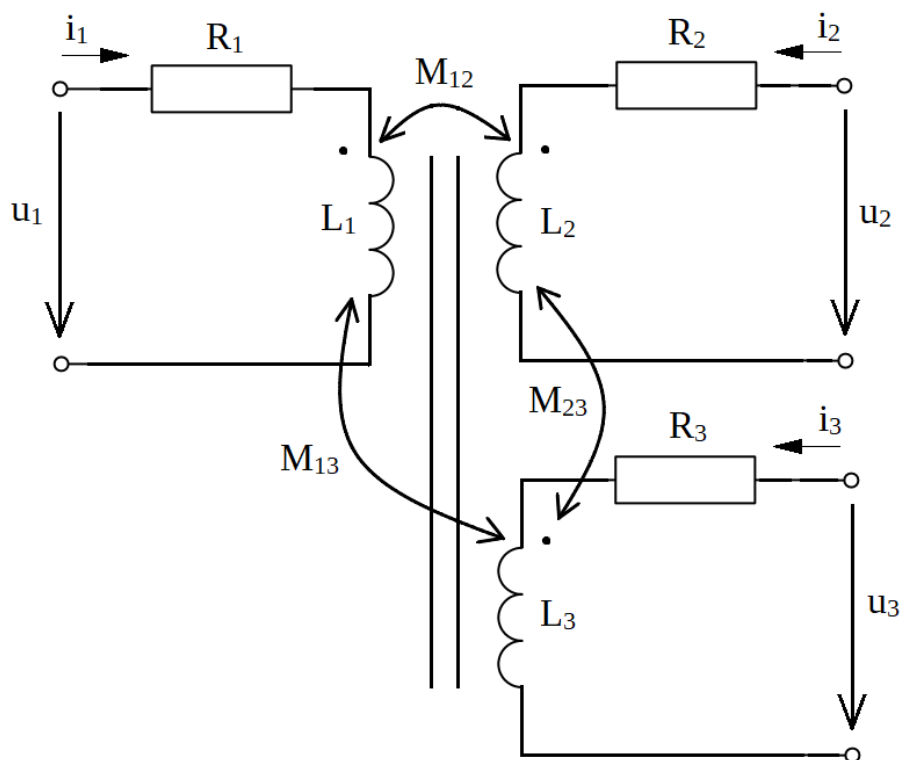 i₁
R₁
M₁₂
R₂
i₂
u₁
L₁
L₂
u₂
M₁₃
M₂₃
R₃
i₃
L₃
u₃